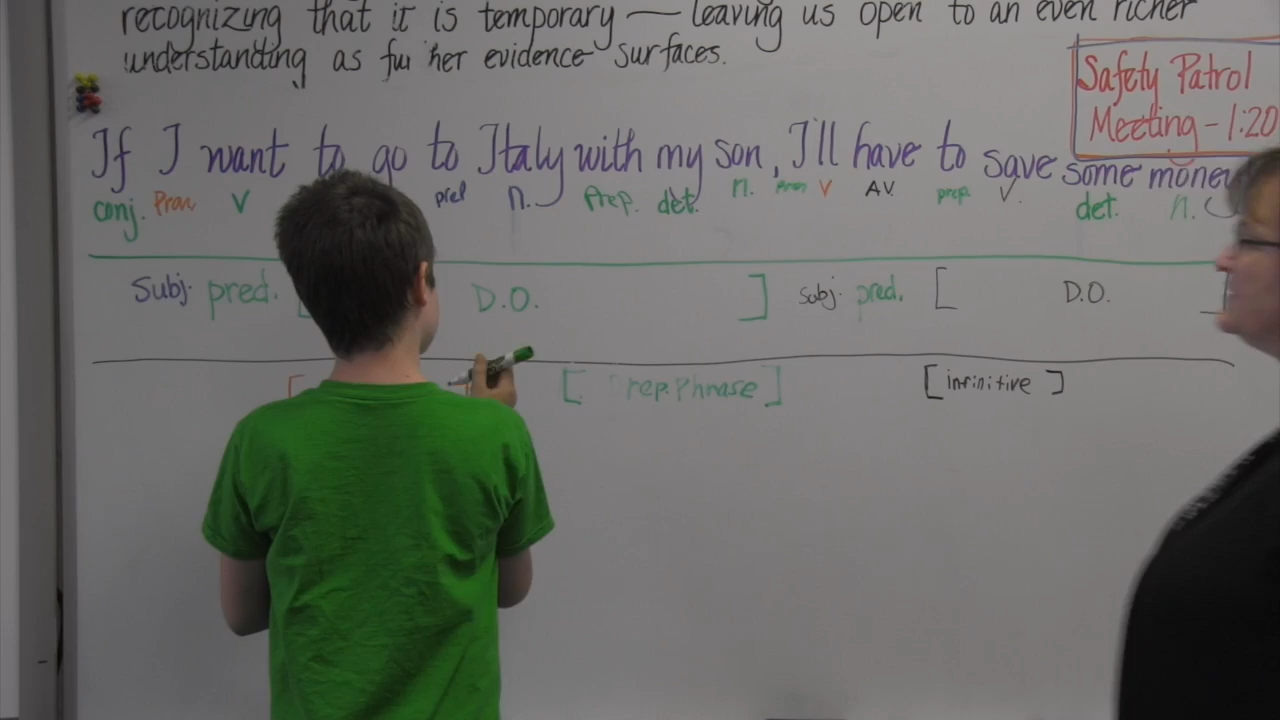 recognizing that it is temporary — leaving us open to an even richer
understanding as fur her evidence surfaces.
Safety Patrol
Meeting - 1:20
If I want to go to Italy with my son, I'll have to save some money
conj. Pron V prep n. Prep. det. n. Pron V A.V. prep. V. det. n.
Subj. pred. [ D.O. ] Subj. pred. [ D.O. ]
[ [ rep. Phrase ] [infinitive]